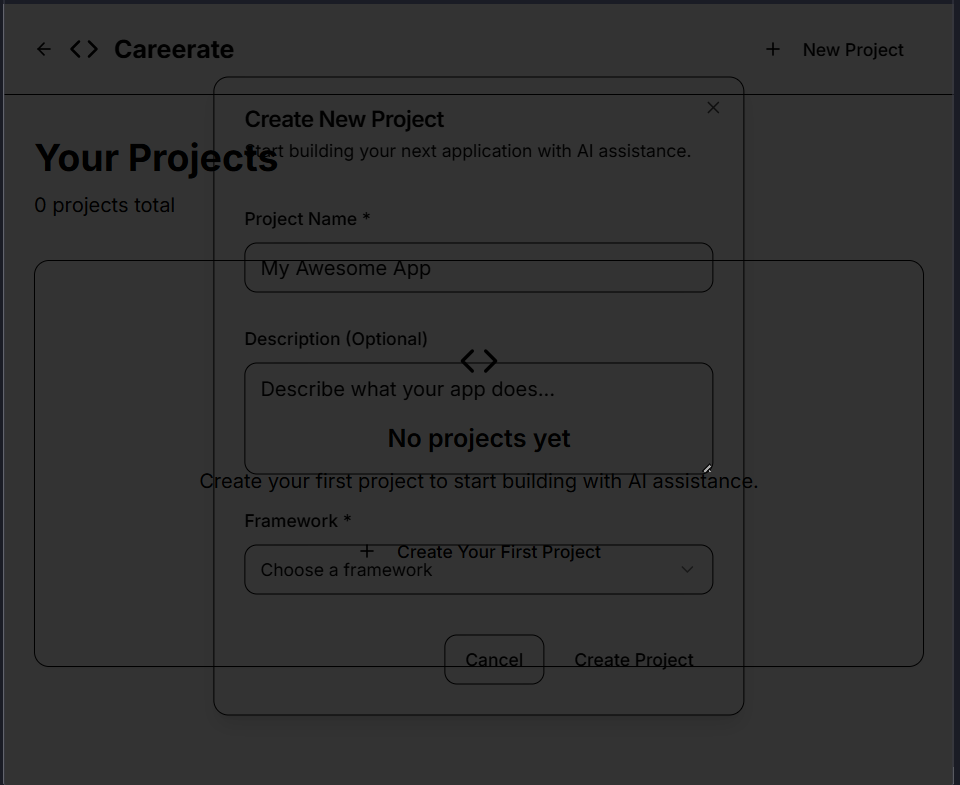 Careerate
New Project
Create New Project
Start building your next application with AI assistance.
Your Projects
0 projects total
Project Name *
My Awesome App
Description (Optional)
Describe what your app does...
No projects yet
Create your first project to start building with AI assistance.
Framework *
Create Your First Project
Choose a framework
Cancel
Create Project